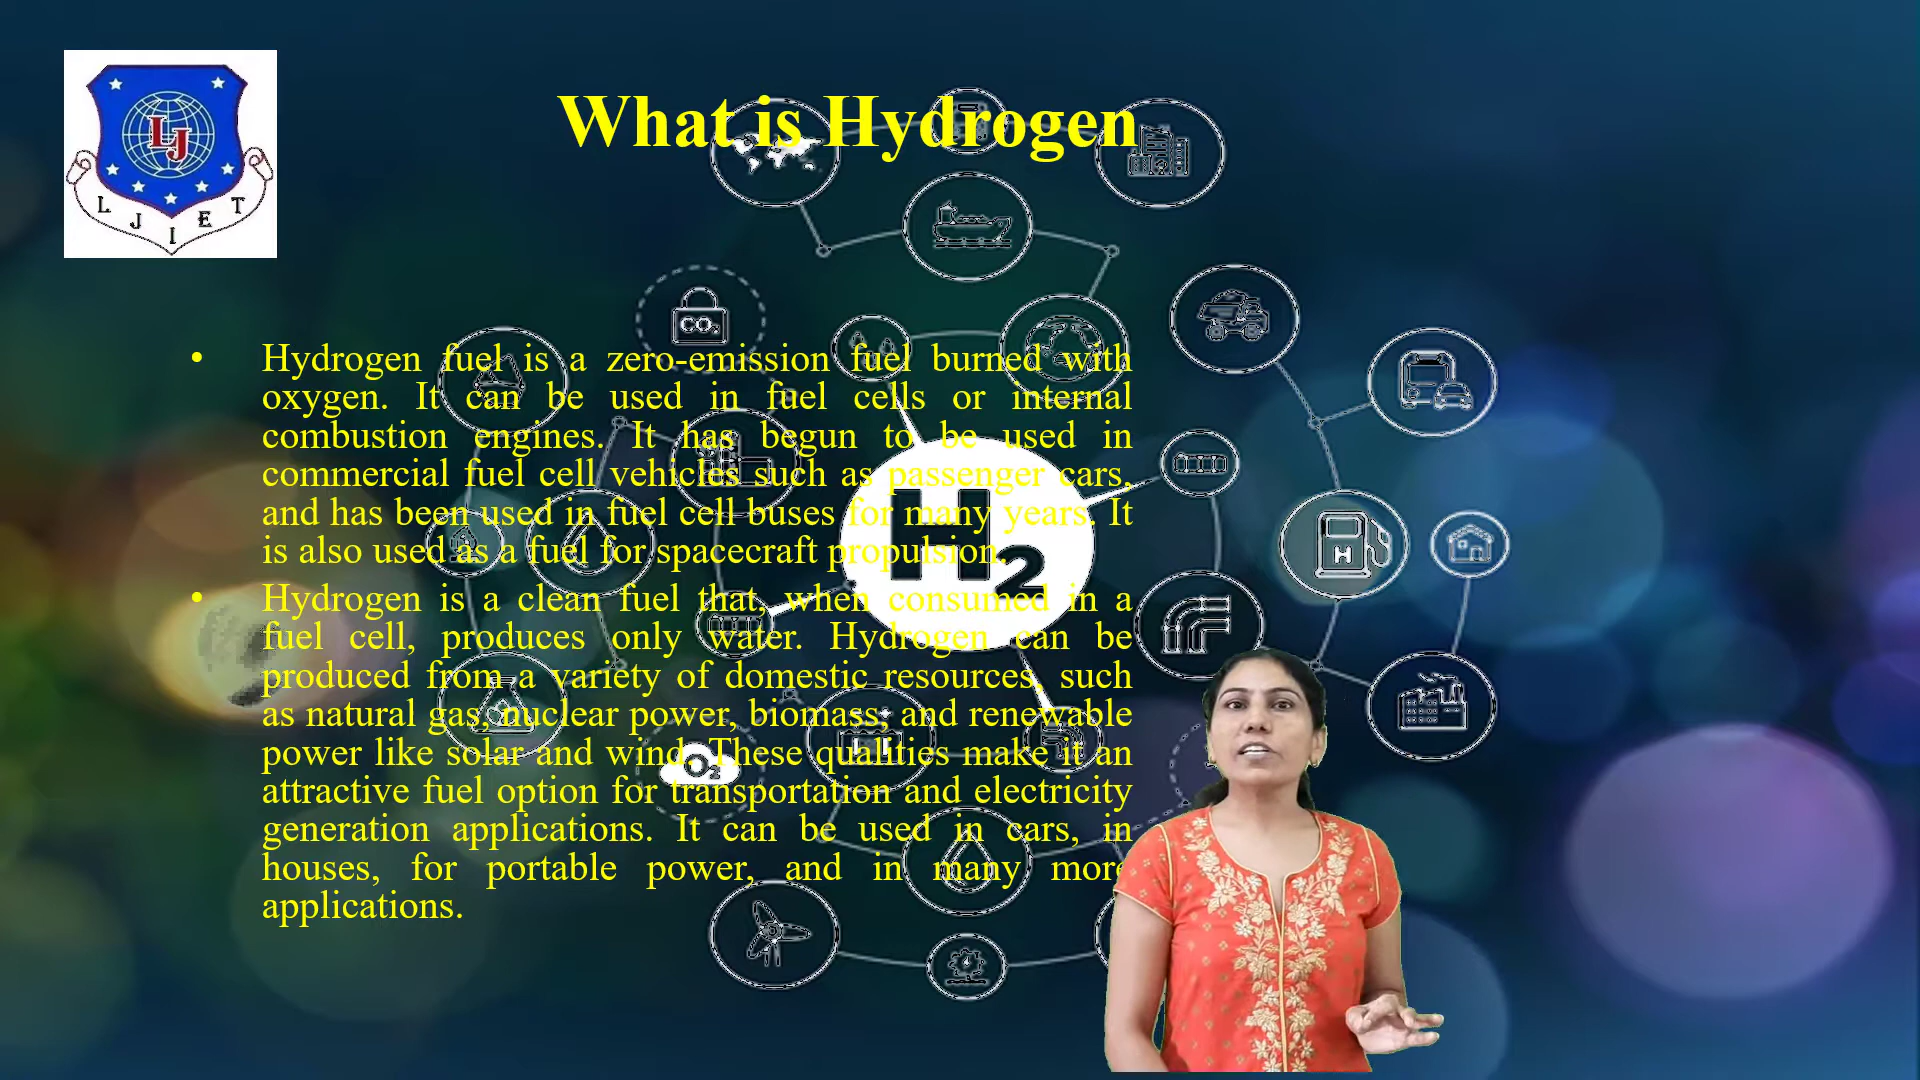 LJ
L J I E T
What is Hydrogen
CO2
• Hydrogen fuel is a zero-emission fuel burned with
oxygen. It can be used in fuel cells or internal
combustion engines. It has begun to be used in
commercial fuel cell vehicles such as passenger cars,
and has been used in fuel cell buses for many years. It
is also used as a fuel for spacecraft propulsion.
H2
H
• Hydrogen is a clean fuel that, when consumed in a
fuel cell, produces only water. Hydrogen can be
produced from a variety of domestic resources, such
as natural gas, nuclear power, biomass, and renewable
power like solar and wind. These qualities make it an
attractive fuel option for transportation and electricity
generation applications. It can be used in cars, in
houses, for portable power, and in many more
applications.
O2